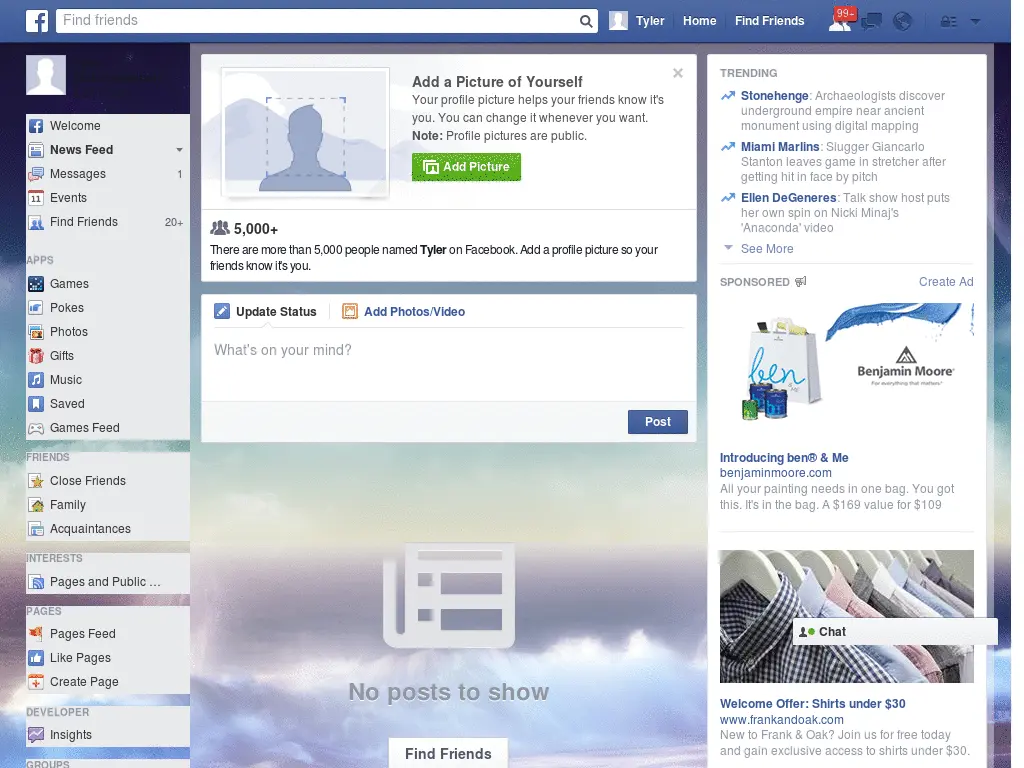 Find friends
Tyler
Home
Find Friends
99+
Welcome
News Feed
Messages 1
Events
Find Friends 20+
APPS
Games
Pokes
Photos
Gifts
Music
Saved
Games Feed
FRIENDS
Close Friends
Family
Acquaintances
INTERESTS
Pages and Public ...
PAGES
Pages Feed
Like Pages
Create Page
DEVELOPER
Insights
GROUPS
Add a Picture of Yourself
Your profile picture helps your friends know it's
you. You can change it whenever you want.
Note: Profile pictures are public.
Add Picture
5,000+
There are more than 5,000 people named Tyler on Facebook. Add a profile picture so your
friends know it's you.
Update Status
Add Photos/Video
What's on your mind?
Post
No posts to show
Find Friends
TRENDING
Stonehenge: Archaeologists discover
underground empire near ancient
monument using digital mapping
Miami Marlins: Slugger Giancarlo
Stanton leaves game in stretcher after
getting hit in face by pitch
Ellen DeGeneres: Talk show host puts
her own spin on Nicki Minaj's
'Anaconda' video
See More
SPONSORED
Create Ad
ben
& Me
Benjamin Moore®
For everything that matters®
Introducing ben® & Me
benjaminmoore.com
All your painting needs in one bag. You got
this. It's in the bag. A $169 value for $109
Chat
Welcome Offer: Shirts under $30
www.frankandoak.com
New to Frank & Oak? Join us for free today
and gain exclusive access to shirts under $30.